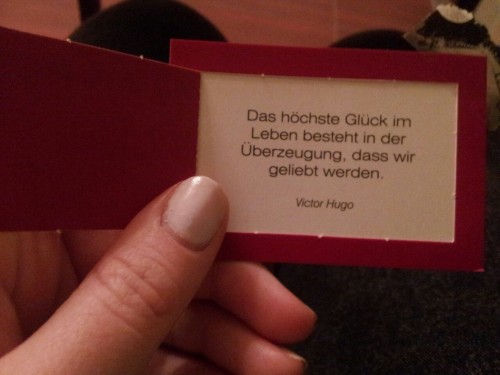 Das höchste Glück im
Leben besteht in der
Überzeugung, dass wir
geliebt werden.
Victor Hugo